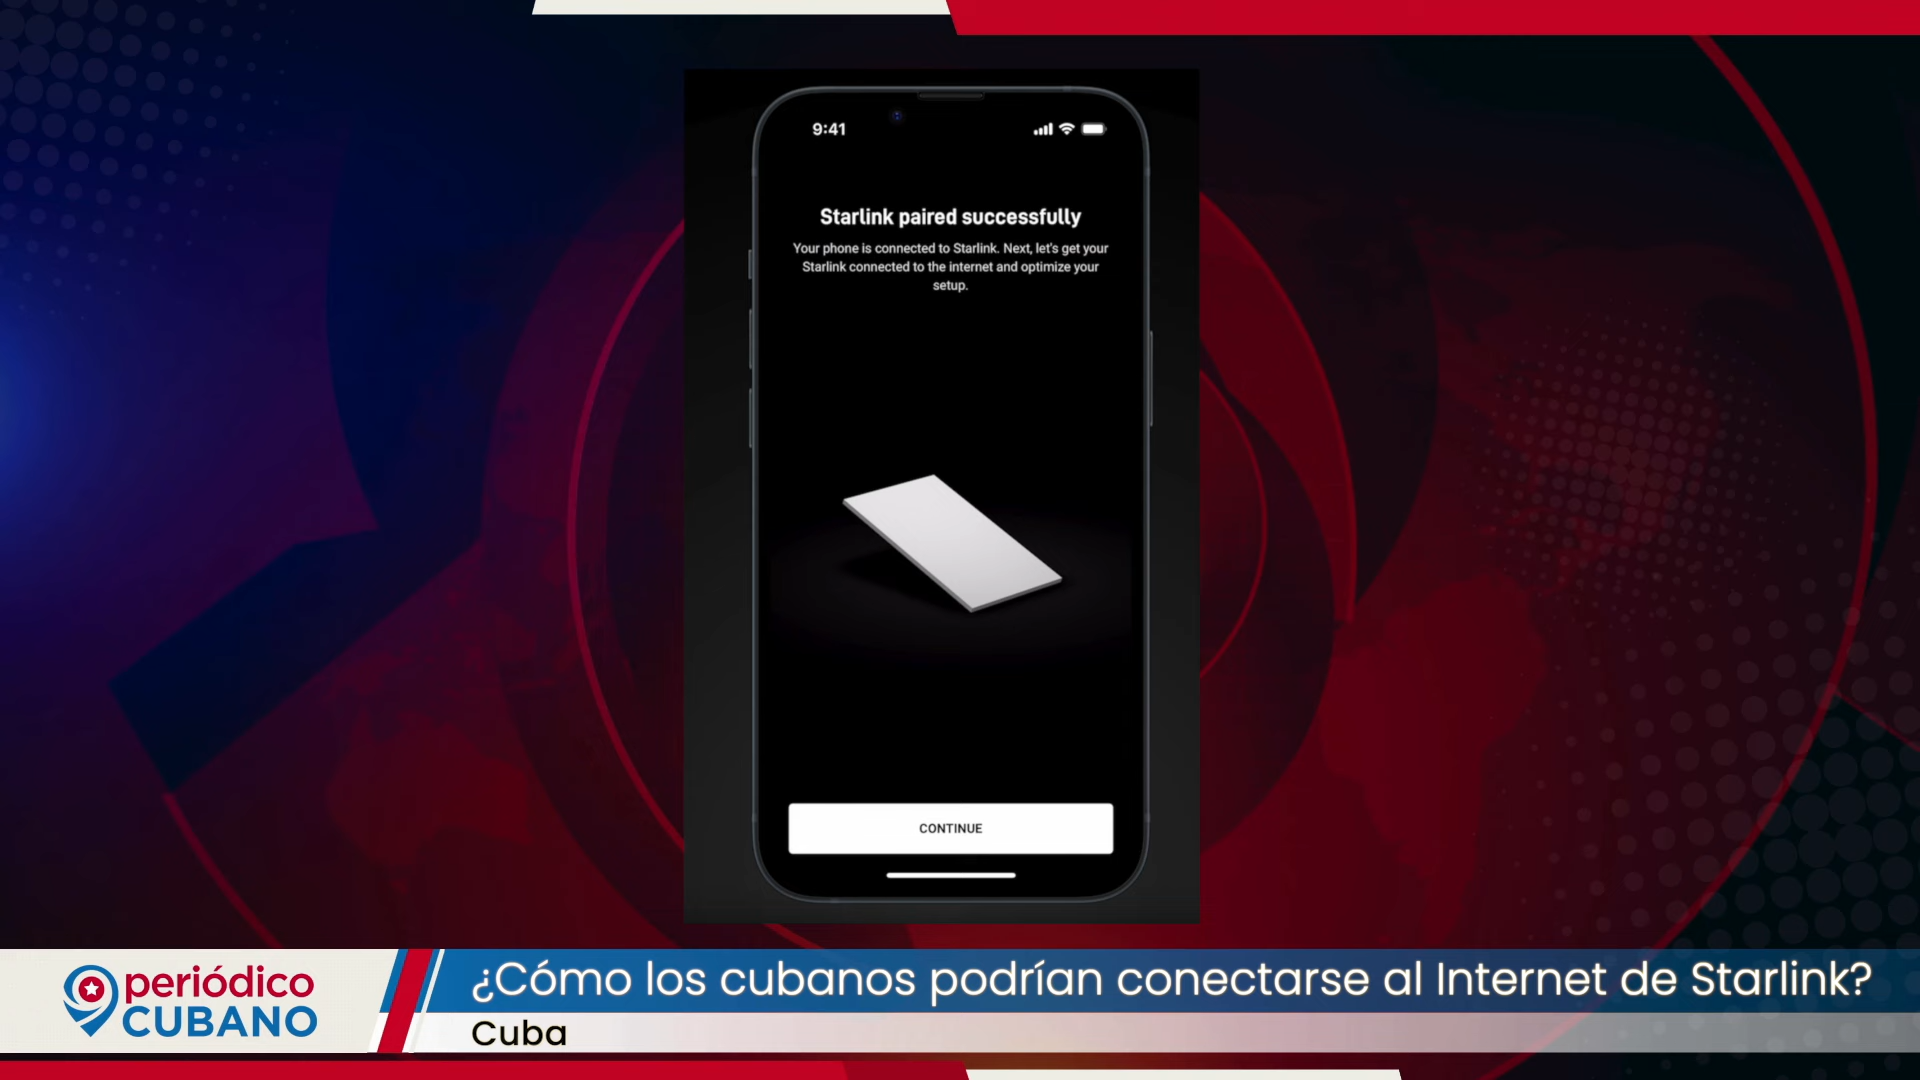 9:41
Starlink paired successfully
Your phone is connected to Starlink. Next, let's get your
Starlink connected to the internet and optimize your
setup.
CONTINUE
periódico
CUBANO
¿Cómo los cubanos podrían conectarse al Internet de Starlink?
Cuba